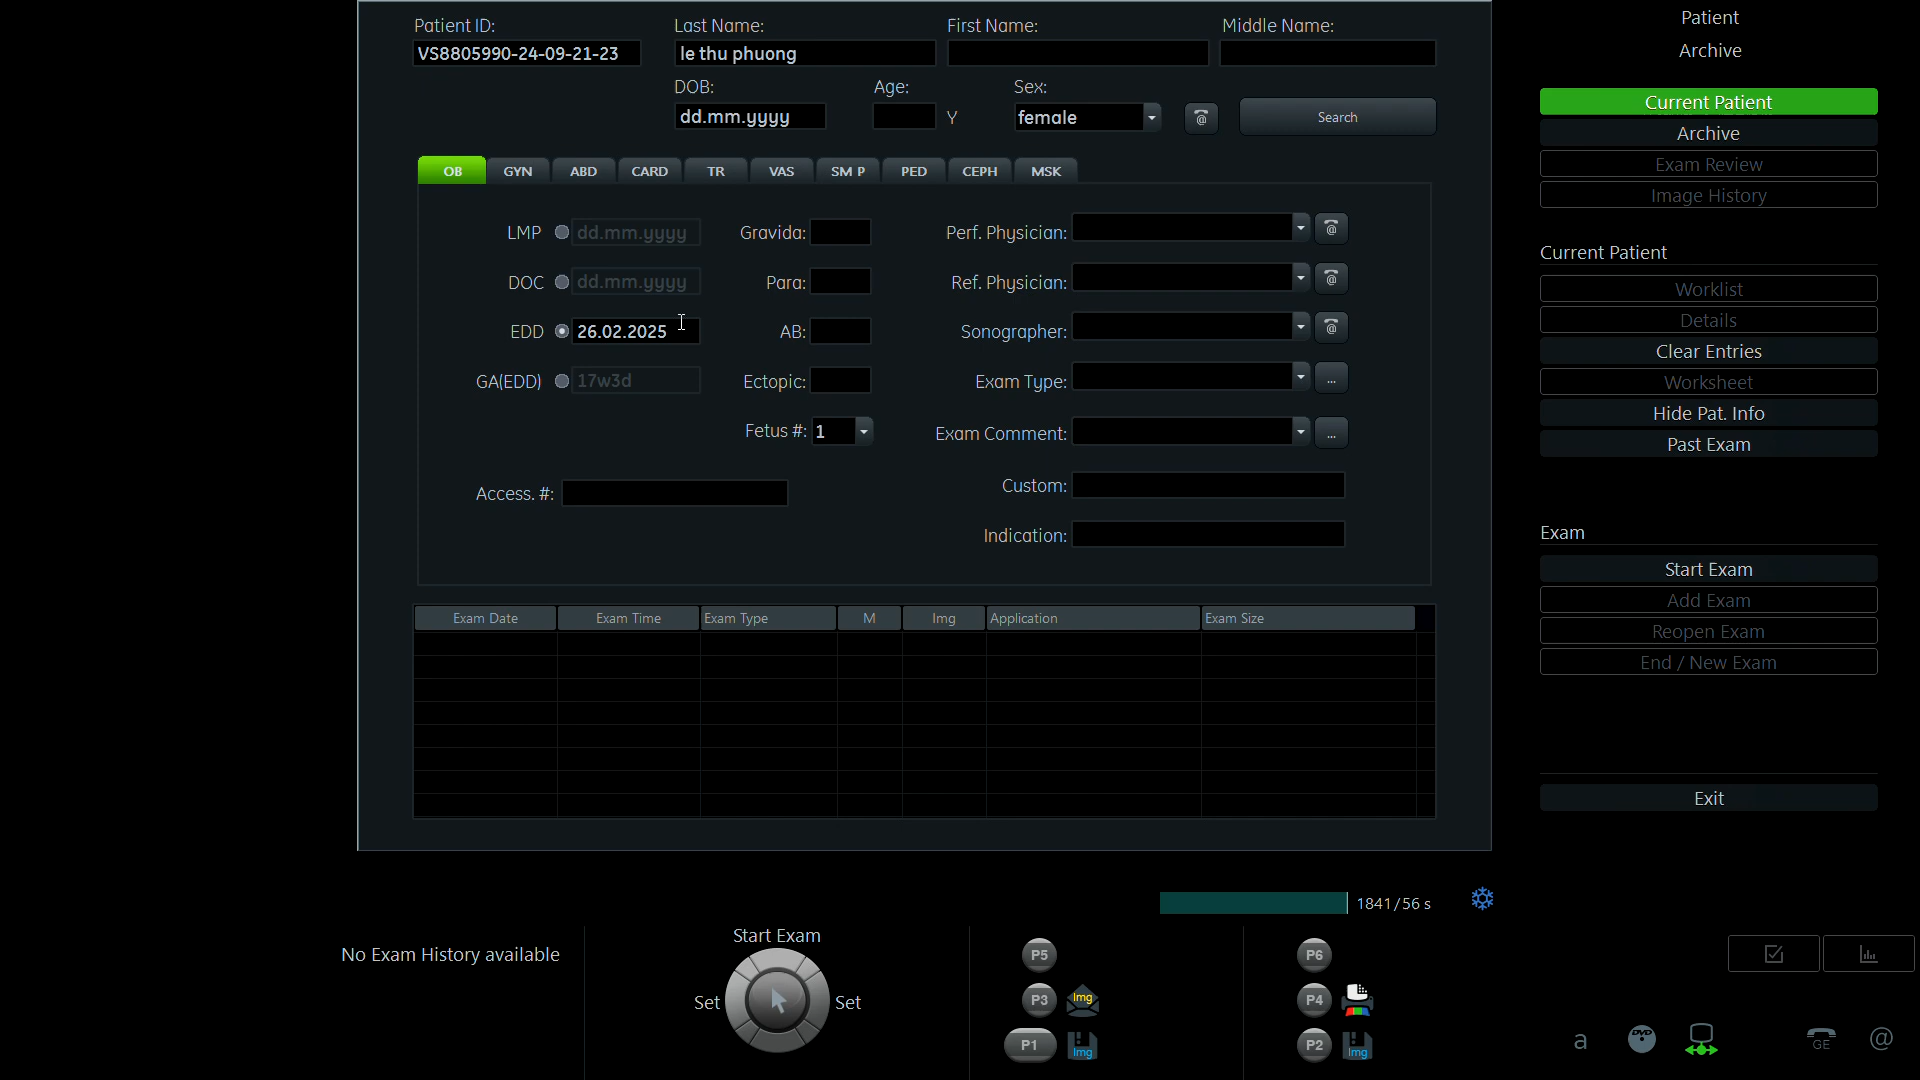 Patient ID:
Last Name:
First Name:
Middle Name:
VS8805990-24-09-21-23
le thu phuong
DOB:
Age:
Sex:
dd.mm.yyyy
Y
female
@
Search
OB
GYN
ABD
CARD
TR
VAS
SM P
PED
CEPH
MSK
LMP
dd.mm.yyyy
Gravida:
Perf. Physician:
@
DOC
dd.mm.yyyy
Para:
Ref. Physician:
@
EDD
26.02.2025
AB:
Sonographer:
@
GA(EDD)
17w3d
Ectopic:
Exam Type:
...
Fetus #:
1
Exam Comment:
...
Access. #:
Custom:
Indication:
Exam Date
Exam Time
Exam Type
M
Img
Application
Exam Size
1841/56 s
No Exam History available
Start Exam
Set
Set
P5
P3
Img
P1
Img
P6
P4
P2
Img
Patient
Archive
Current Patient
Archive
Exam Review
Image History
Current Patient
Worklist
Details
Clear Entries
Worksheet
Hide Pat. Info
Past Exam
Exam
Start Exam
Add Exam
Reopen Exam
End / New Exam
Exit
a
DVD
GE
@